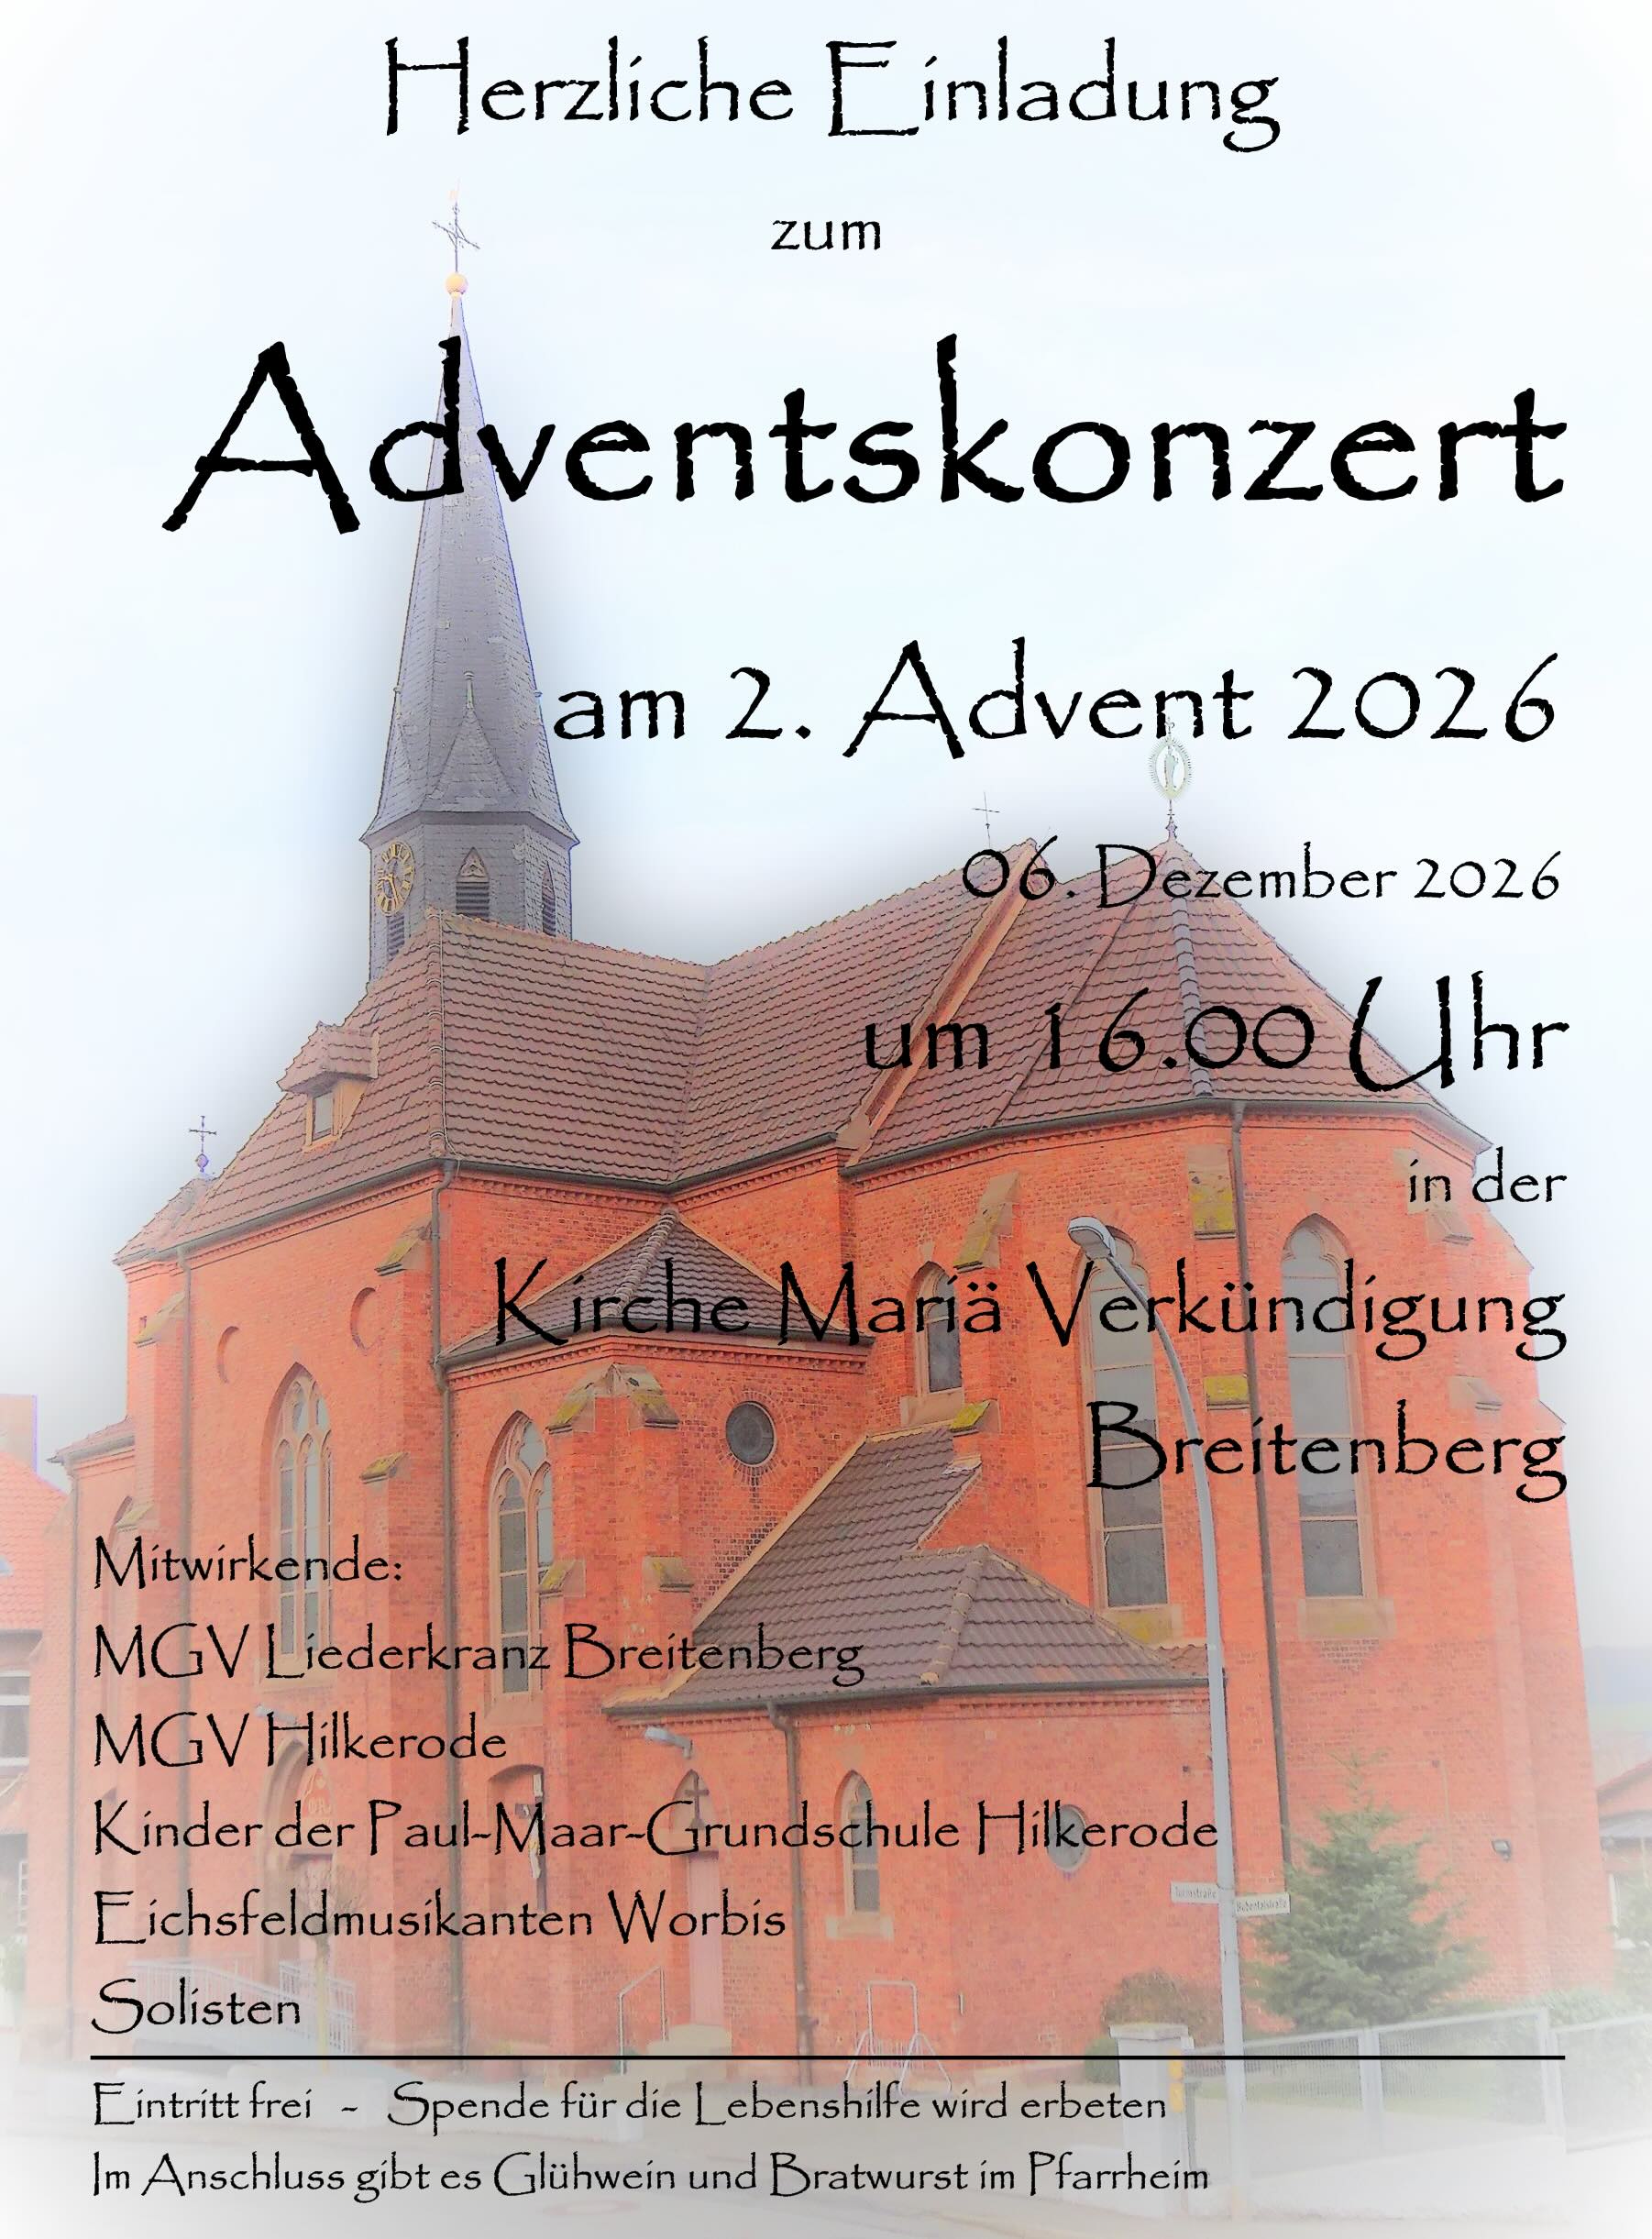 Herzliche Einladung
zum
Adventskonzert
am 2. Advent 2026
06. Dezember 2026
um 16.00 Uhr
in der
Kirche Mariä Verkündigung
Breitenberg
Mitwirkende:
MGV Liederkranz Breitenberg
MGV Hilkerode
Kinder der Paul-Maar-Grundschule Hilkerode
Eichsfeldmusikanten Worbis
Solisten
Eintritt frei - Spende für die Lebenshilfe wird erbeten
Im Anschluss gibt es Glühwein und Bratwurst im Pfarrheim